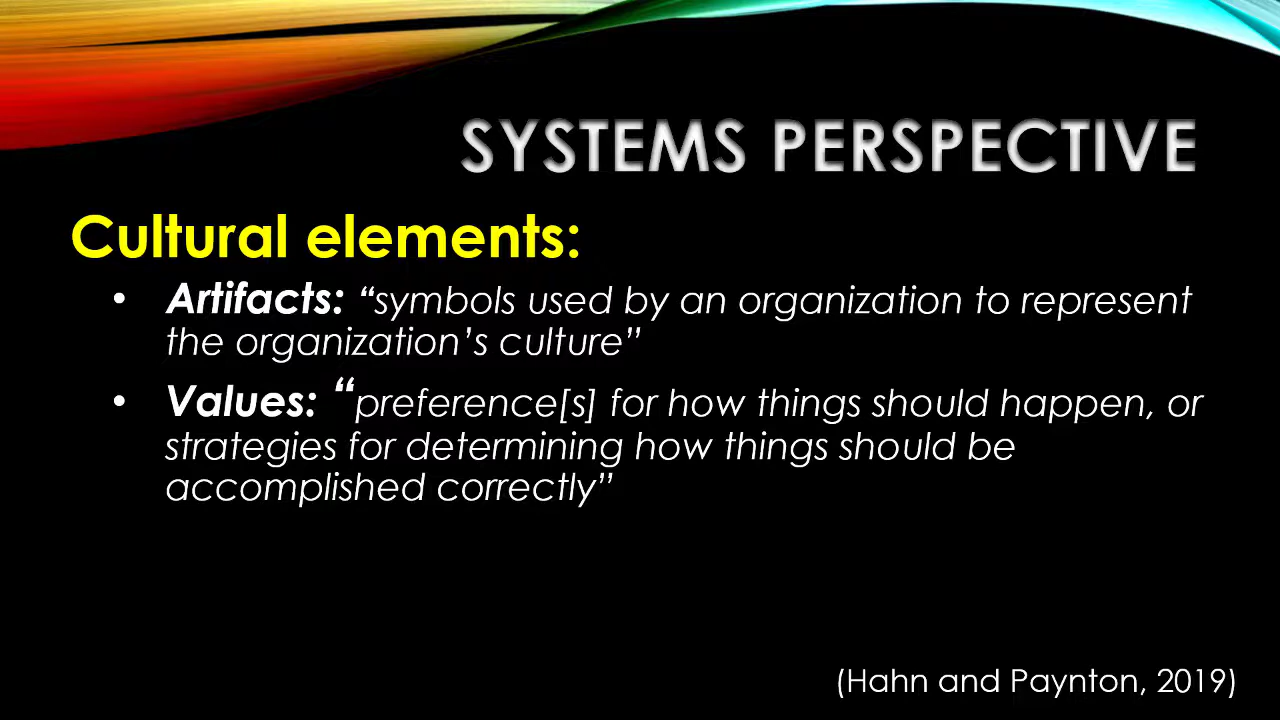 SYSTEMS PERSPECTIVE
Cultural elements:
• Artifacts: “symbols used by an organization to represent
the organization’s culture”
• Values: “preference[s] for how things should happen, or
strategies for determining how things should be
accomplished correctly”
(Hahn and Paynton, 2019)